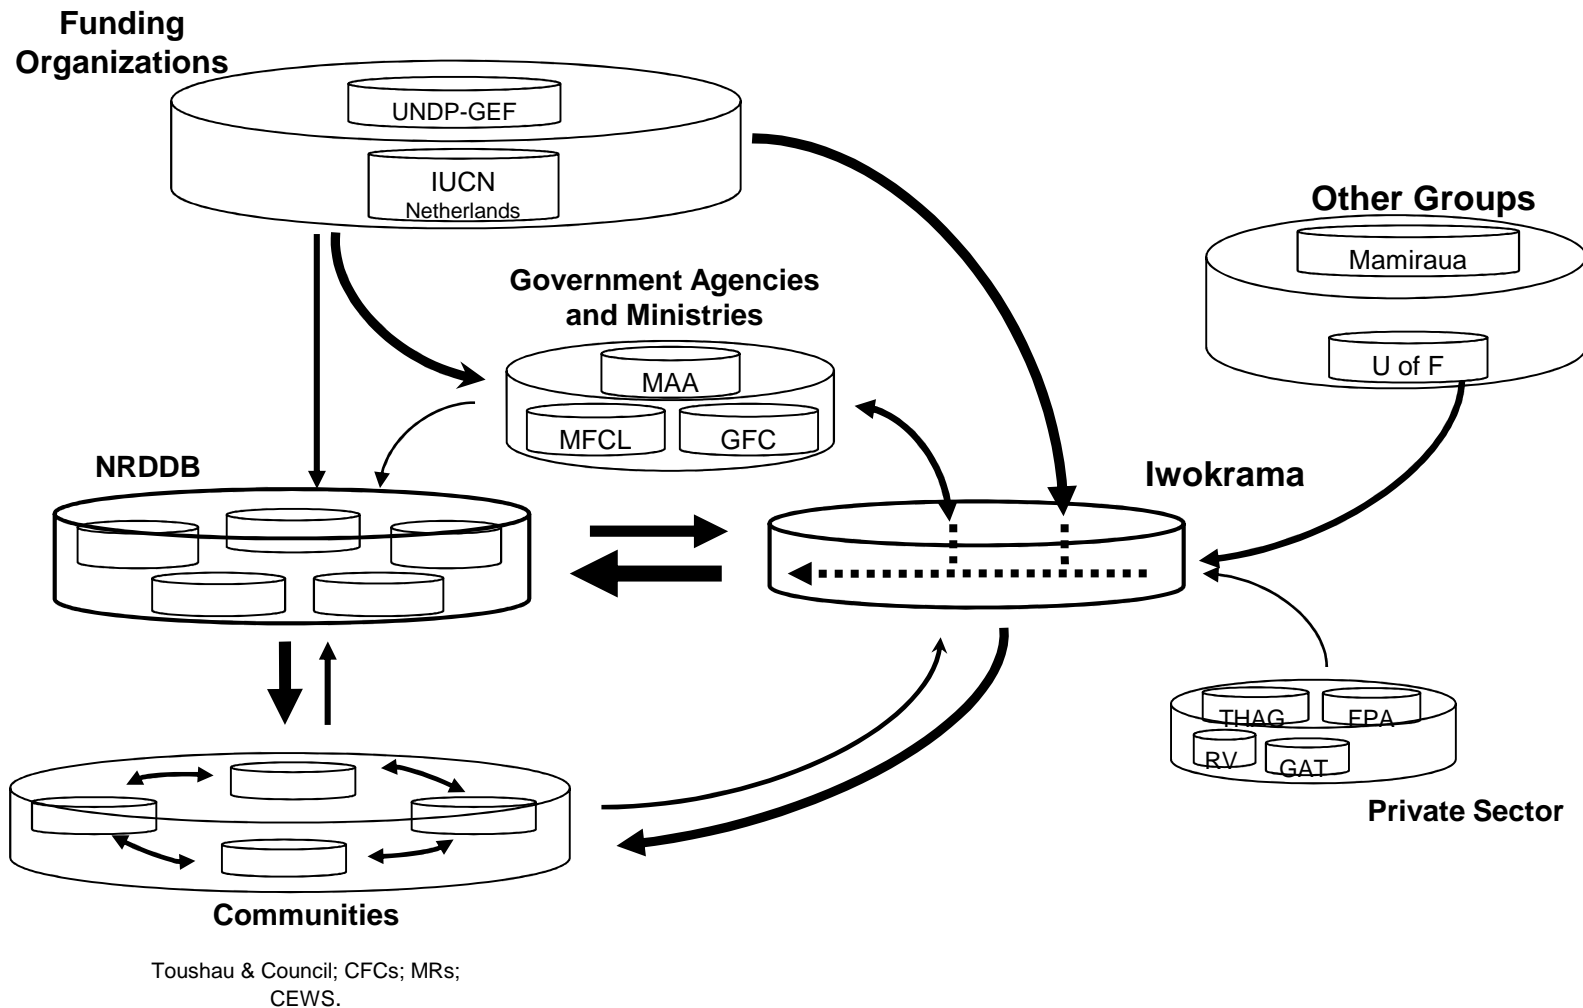 Funding
Organizations
UNDP-GEF
IUCN
Netherlands
Other Groups
Mamiraua
U of F
Government Agencies
and Ministries
MAA
MFCL
GFC
NRDDB
Iwokrama
THAG
FPA
RV
GAT
Private Sector
Communities
Toushau & Council; CFCs; MRs;
CEWS.